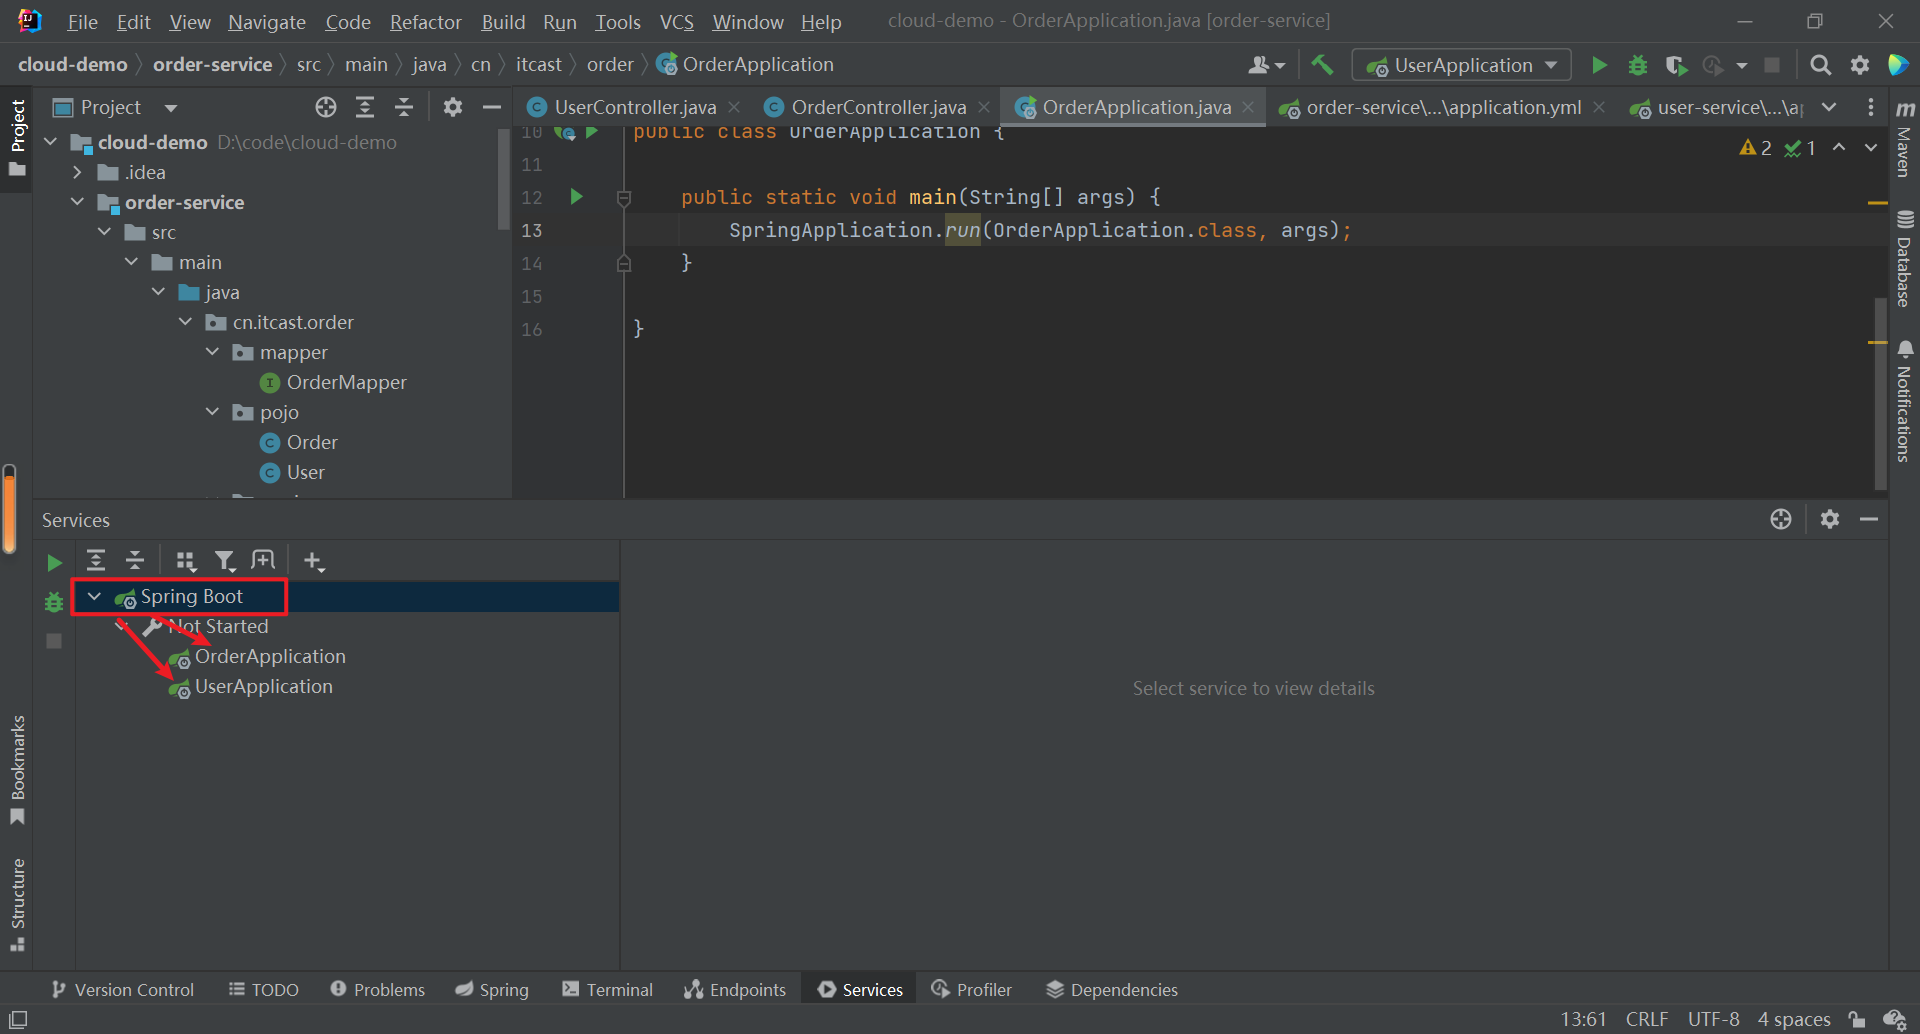 File Edit View Navigate Code Refactor Build Run Tools VCS Window Help cloud-demo - OrderApplication.java [order-service]
cloud-demo order-service src main java cn itcast order OrderApplication UserApplication
Project
UserController.java OrderController.java OrderApplication.java order-service\...\application.yml user-service\...\a
cloud-demo D:\code\cloud-demo
.idea
order-service
src
main
java
cn.itcast.order
mapper
OrderMapper
pojo
Order
User
10 public class OrderApplication {
11
12 public static void main(String[] args) {
13 SpringApplication.run(OrderApplication.class, args);
14 }
15
16 }
2 1
Project
Bookmarks
Structure
Maven
Database
Notifications
Services
Spring Boot
Not Started
OrderApplication
UserApplication
Select service to view details
Version Control TODO Problems Spring Terminal Endpoints Services Profiler Dependencies
13:61 CRLF UTF-8 4 spaces